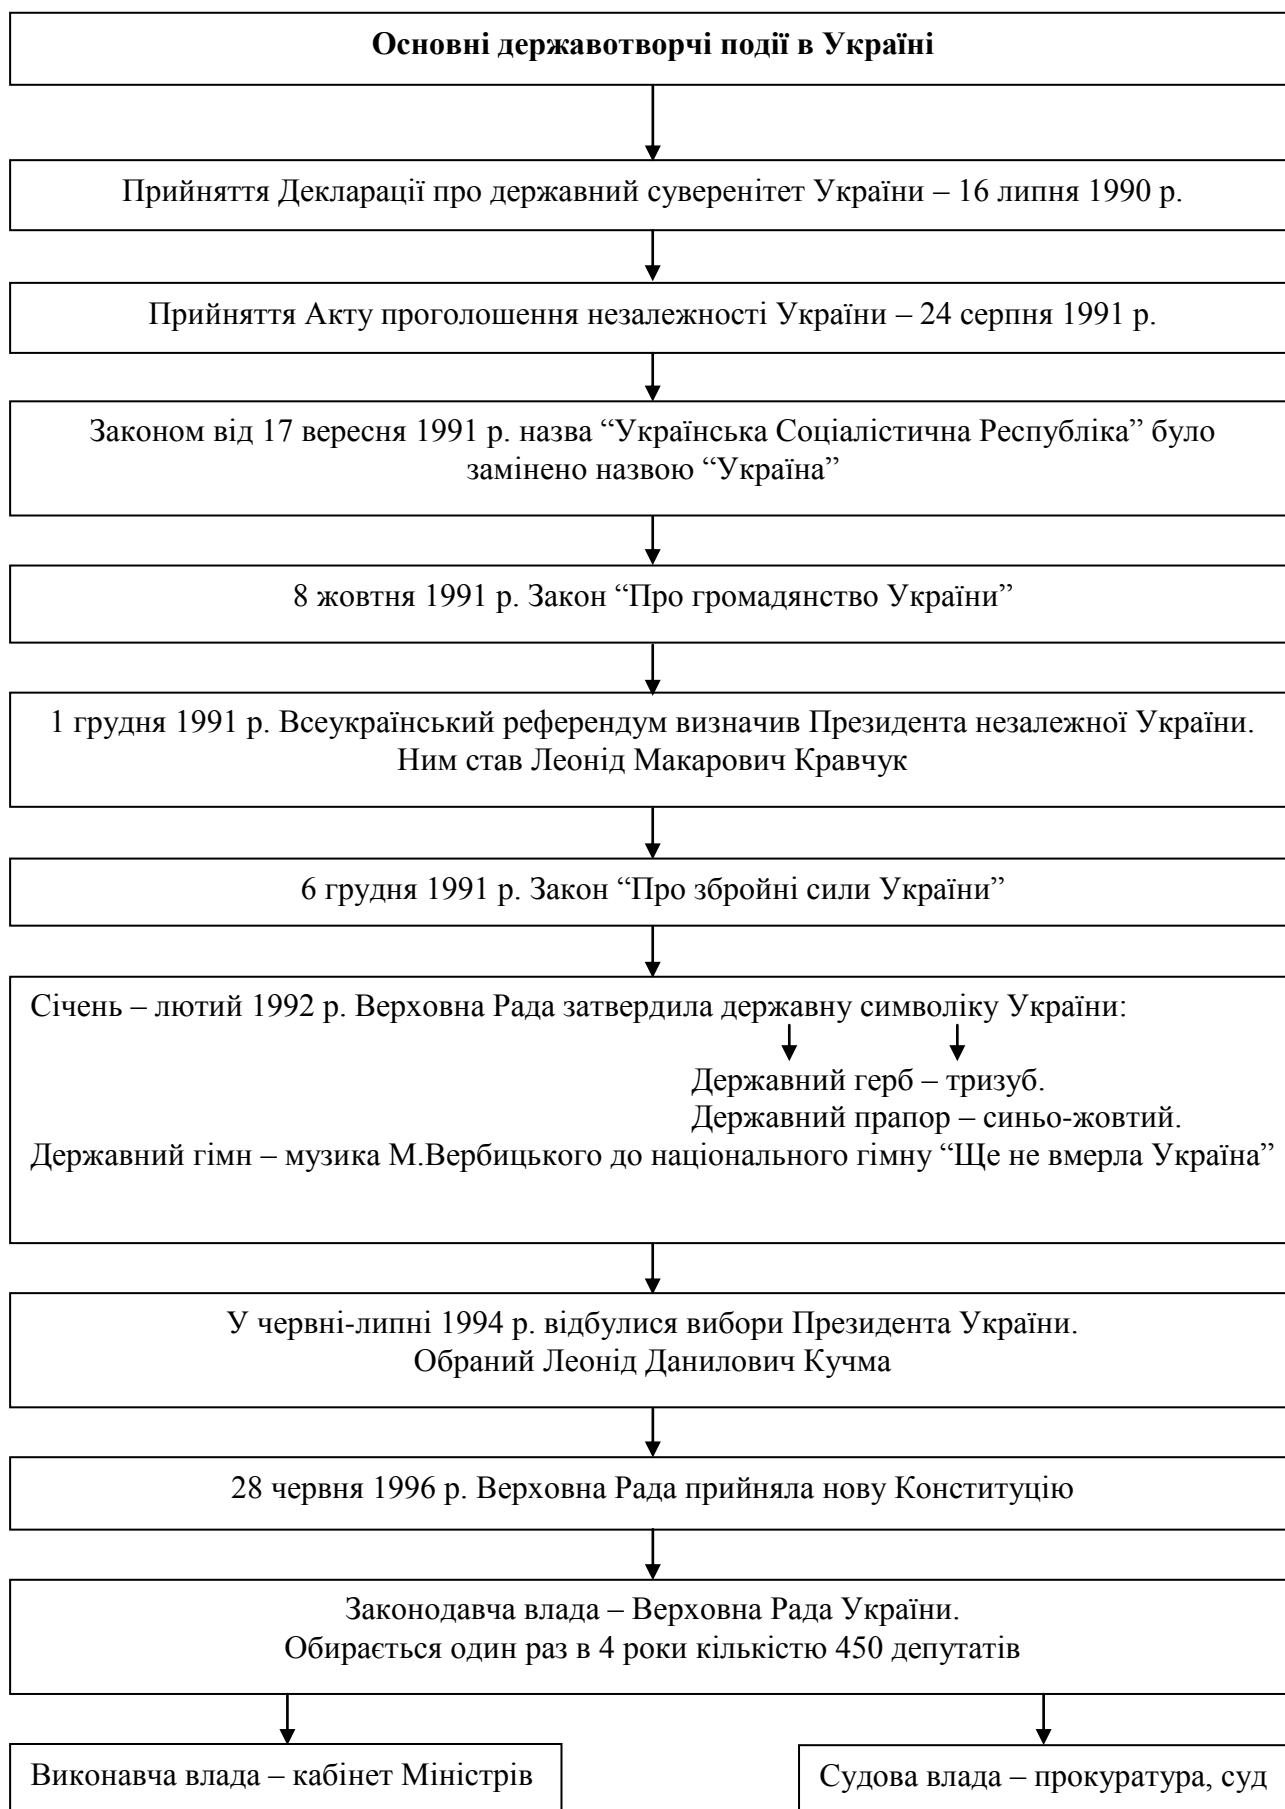 Основні державотворчі події в Україні
Прийняття Декларації про державний суверенітет України – 16 липня 1990 р.
Прийняття Акту проголошення незалежності України – 24 серпня 1991 р.
Законом від 17 вересня 1991 р. назва “Українська Соціалістична Республіка” було
замінено назвою “Україна”
8 жовтня 1991 р. Закон “Про громадянство України”
1 грудня 1991 р. Всеукраїнський референдум визначив Президента незалежної України.
Ним став Леонід Макарович Кравчук
6 грудня 1991 р. Закон “Про збройні сили України”
Січень – лютий 1992 р. Верховна Рада затвердила державну символіку України:
Державний герб – тризуб.
Державний прапор – синьо-жовтий.
Державний гімн – музика М.Вербицького до національного гімну “Ще не вмерла Україна”
У червні-липні 1994 р. відбулися вибори Президента України.
Обраний Леонід Данилович Кучма
28 червня 1996 р. Верховна Рада прийняла нову Конституцію
Законодавча влада – Верховна Рада України.
Обирається один раз в 4 роки кількістю 450 депутатів
Виконавча влада – кабінет Міністрів
Судова влада – прокуратура, суд